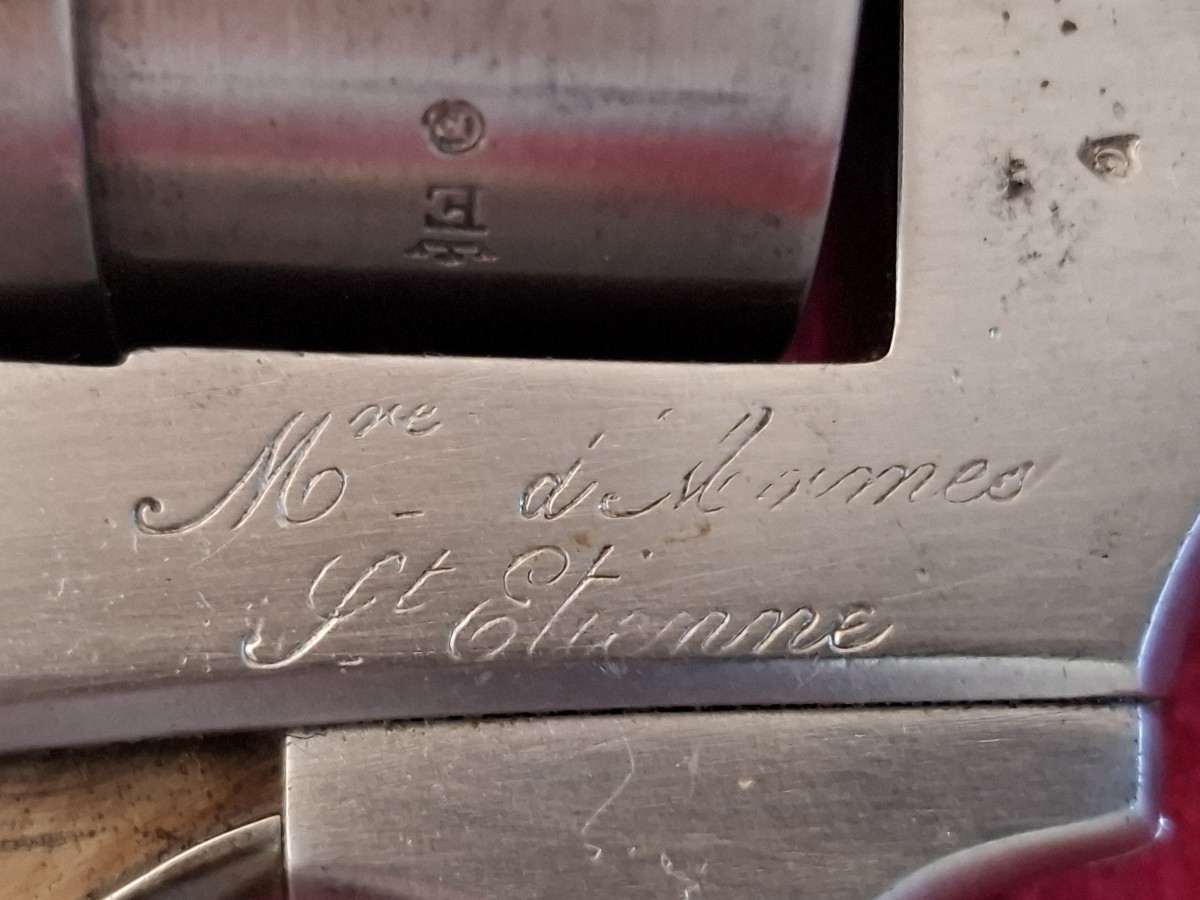 E
Mre d'Armes
St Etienne